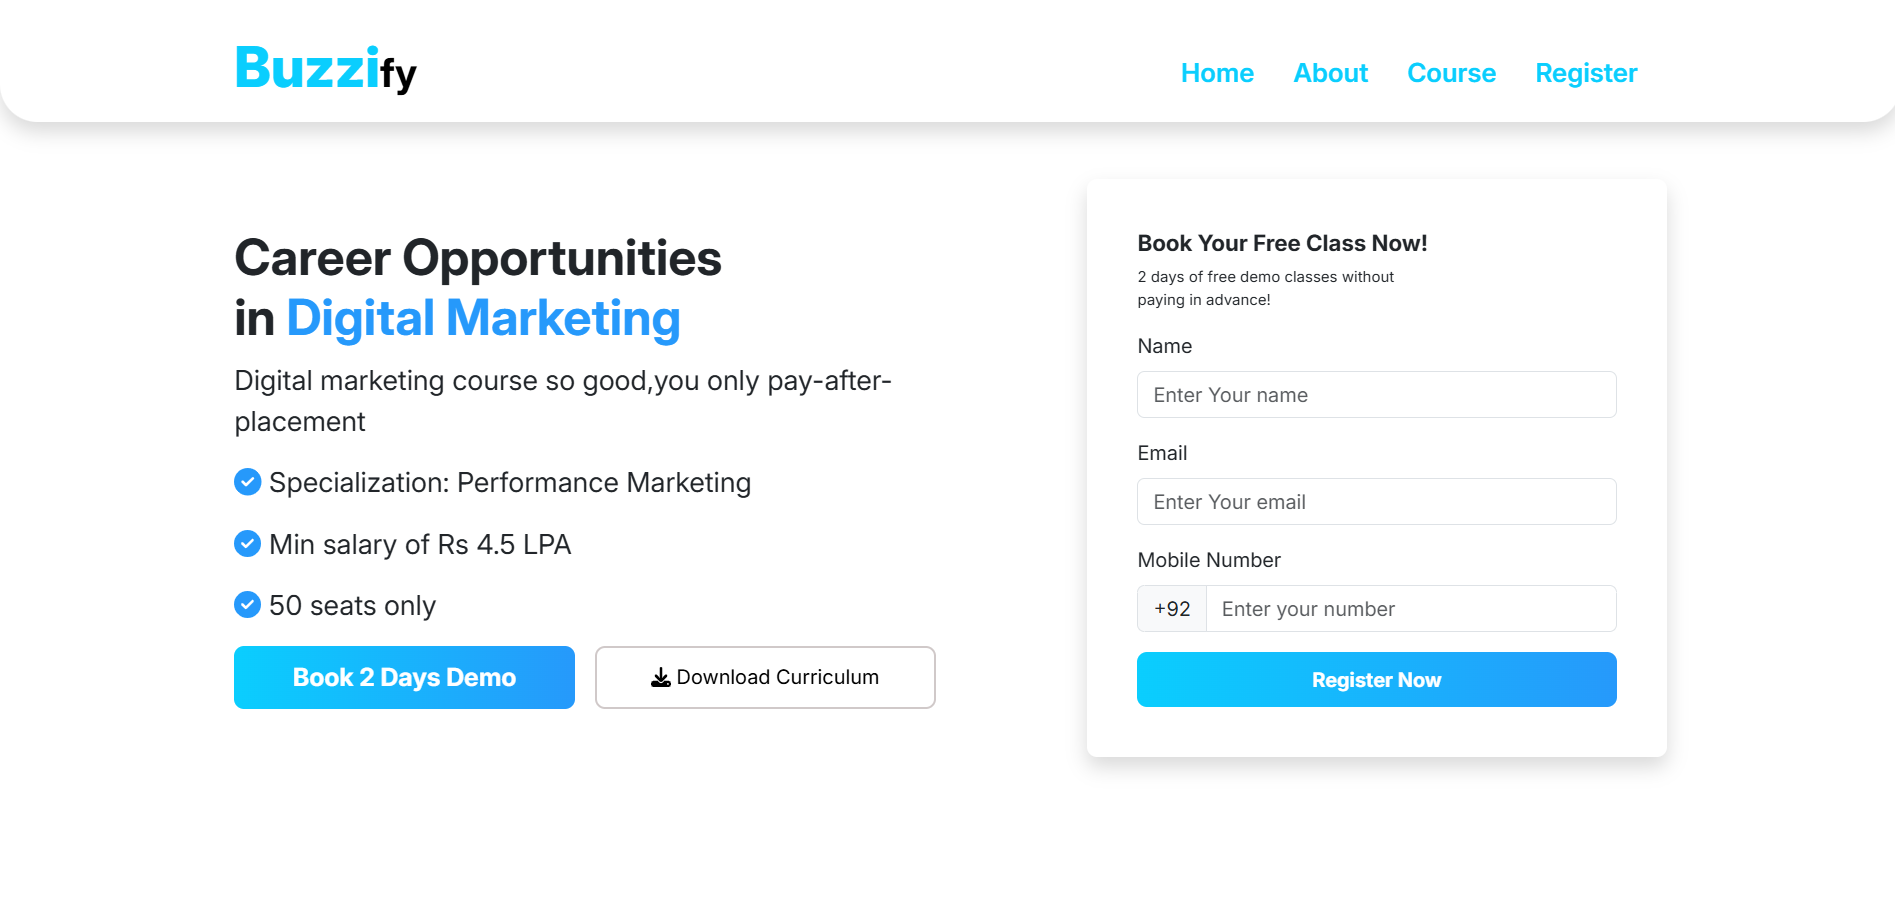 Buzzify
Home About Course Register
Career Opportunities
in Digital Marketing
Digital marketing course so good,you only pay-after-
placement
Specialization: Performance Marketing
Min salary of Rs 4.5 LPA
50 seats only
Book 2 Days Demo
Download Curriculum
Book Your Free Class Now!
2 days of free demo classes without
paying in advance!
Name
Enter Your name
Email
Enter Your email
Mobile Number
+92 Enter your number
Register Now